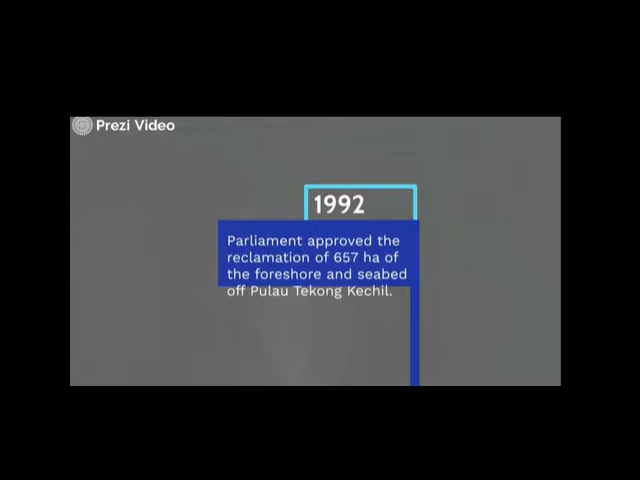 Prezi Video
1992
Parliament approved the
reclamation of 657 ha of
the foreshore and seabed
off Pulau Tekong Kechil.